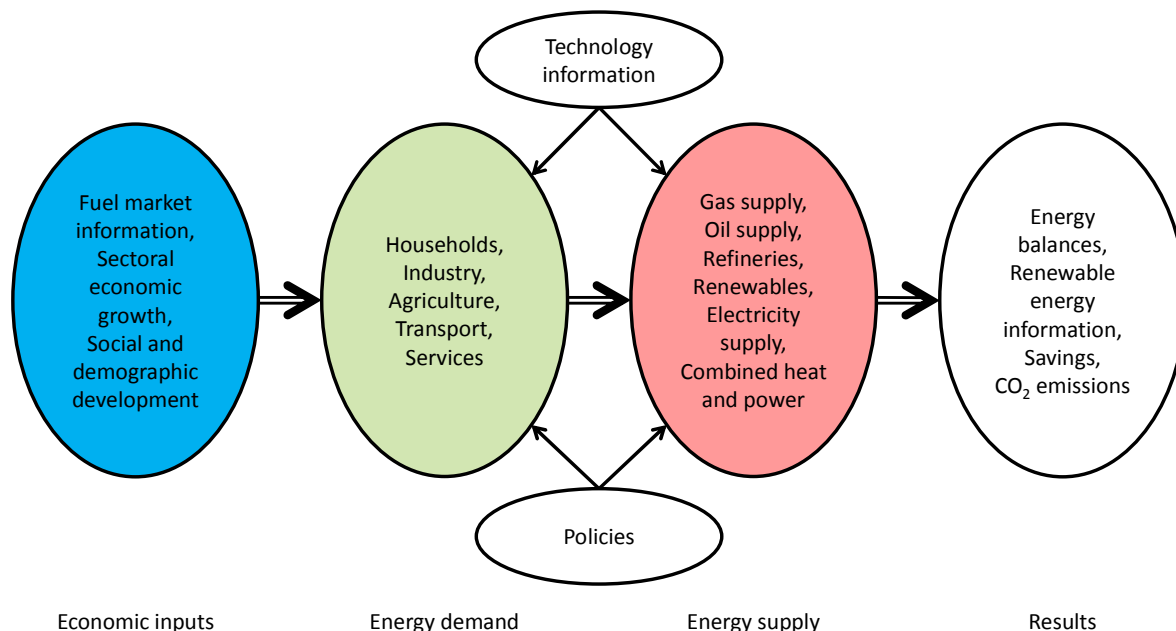 Technology
information
Fuel market
information,
Sectoral
economic
growth,
Social and
demographic
development
Households,
Industry,
Agriculture,
Transport,
Services
Gas supply,
Oil supply,
Refineries,
Renewables,
Electricity
supply,
Combined heat
and power
Energy
balances,
Renewable
energy
information,
Savings,
CO₂ emissions
Policies
Economic inputs
Energy demand
Energy supply
Results